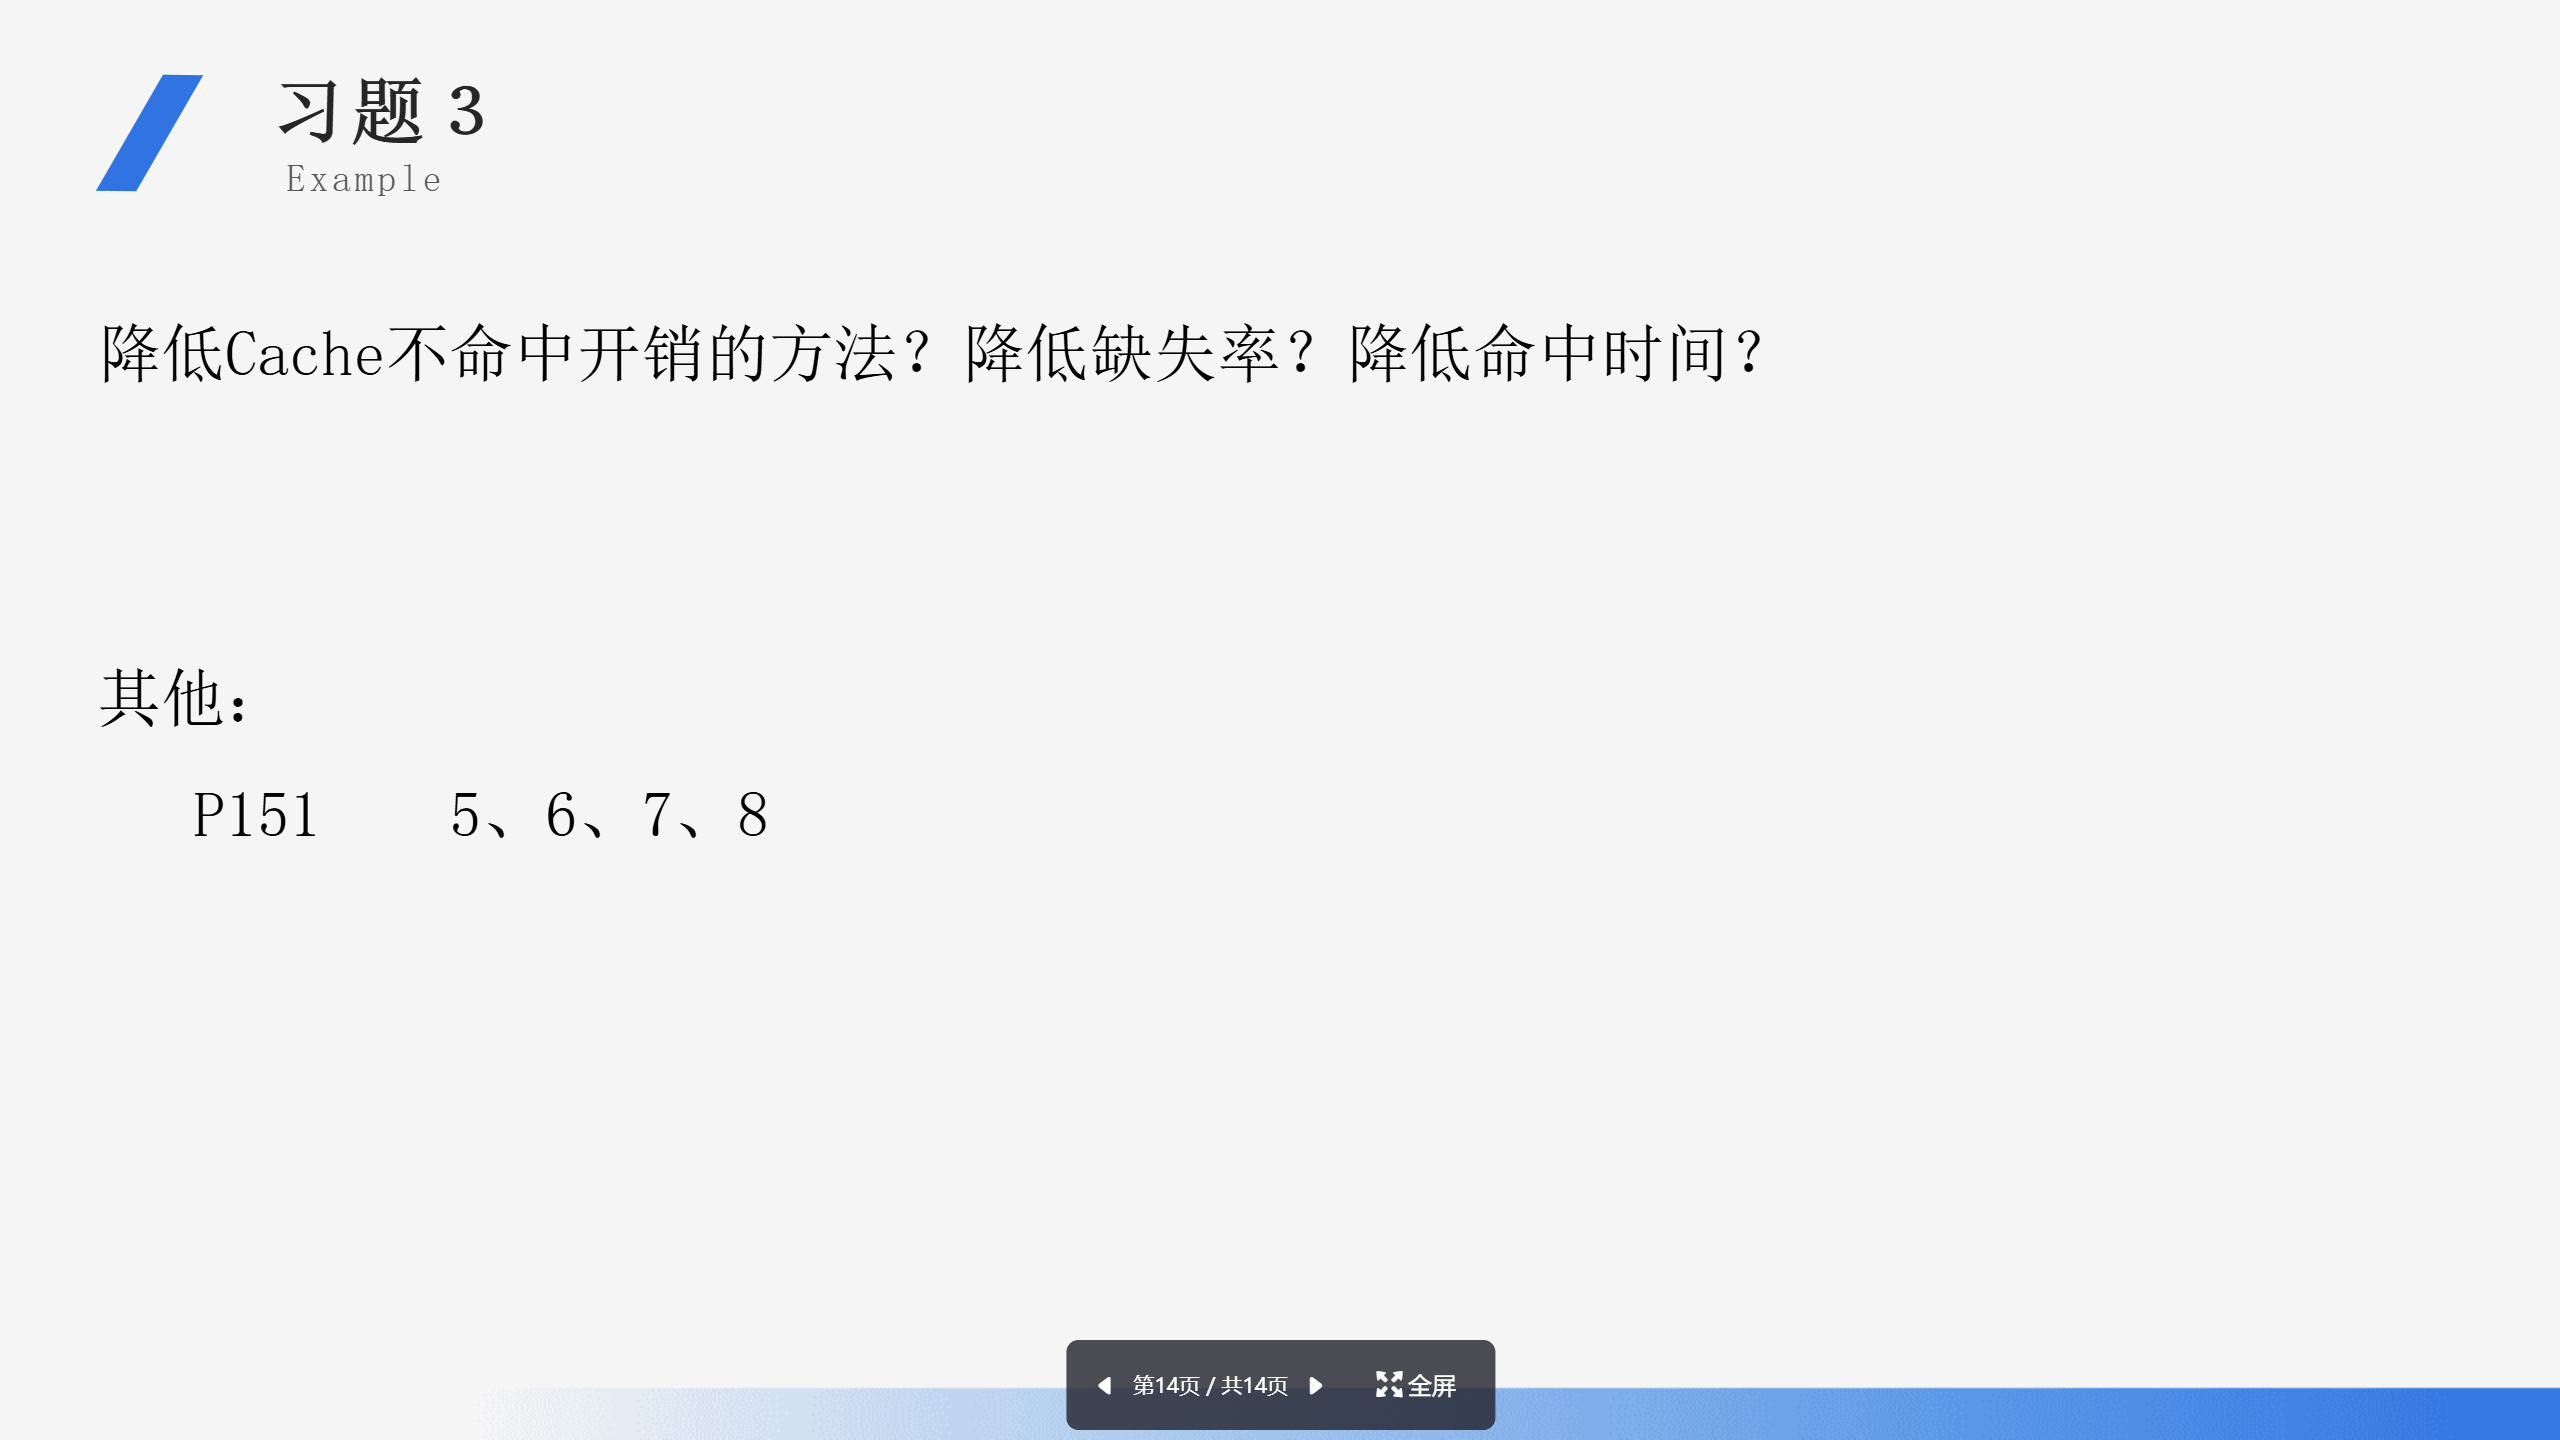 习题 3
Example
降低Cache不命中开销的方法？降低缺失率？降低命中时间？
其他：
P151    5、6、7、8
第14页 / 共14页 全屏